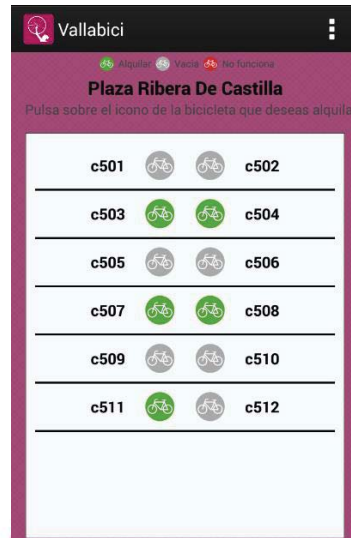 Vallabici
Alquilar Vacía No funciona
Plaza Ribera De Castilla
Pulsa sobre el icono de la bicicleta que deseas alquila
c501 c502
c503 c504
c505 c506
c507 c508
c509 c510
c511 c512